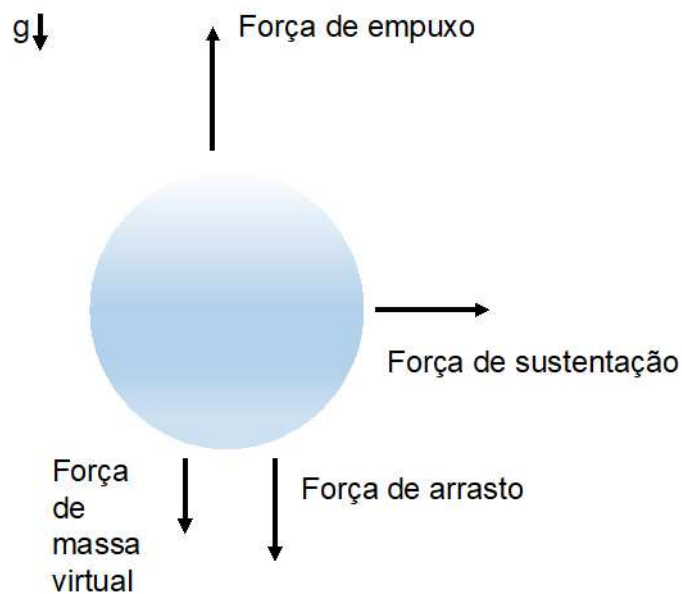 g
Força de empuxo
Força de sustentação
Força
de
massa
virtual
Força de arrasto